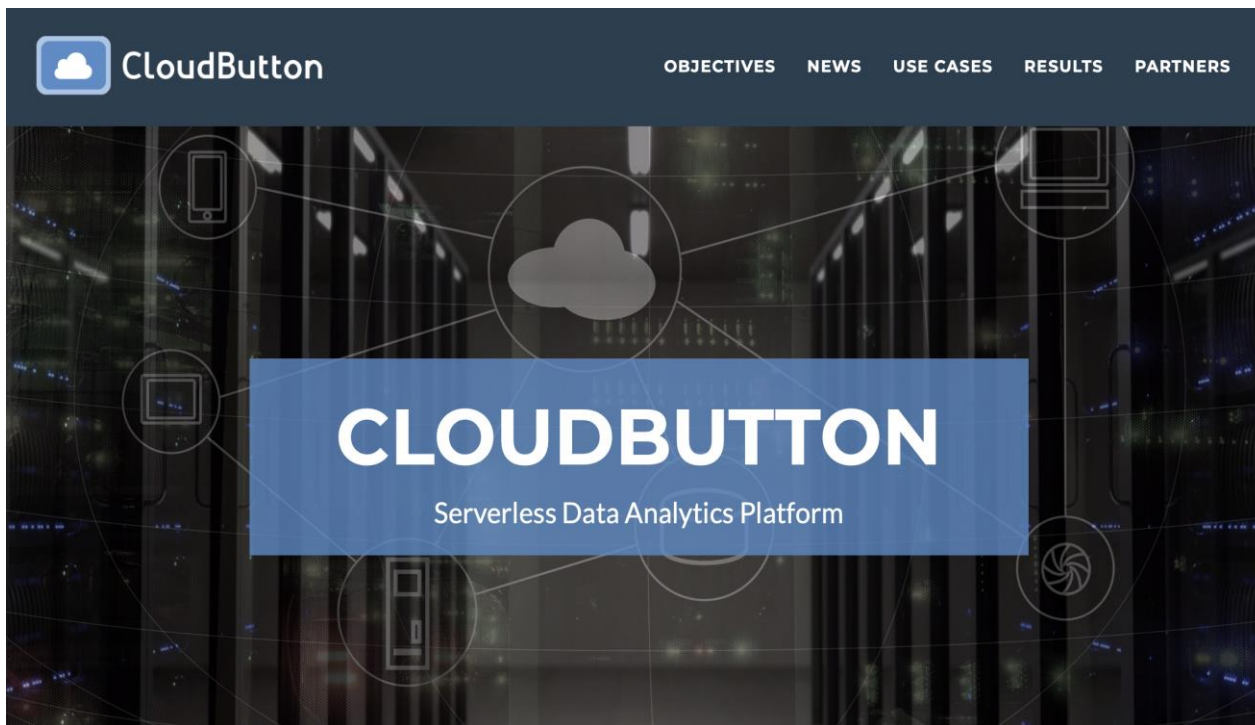 CloudButton
OBJECTIVES NEWS USE CASES RESULTS PARTNERS
CLOUDBUTTON
Serverless Data Analytics Platform